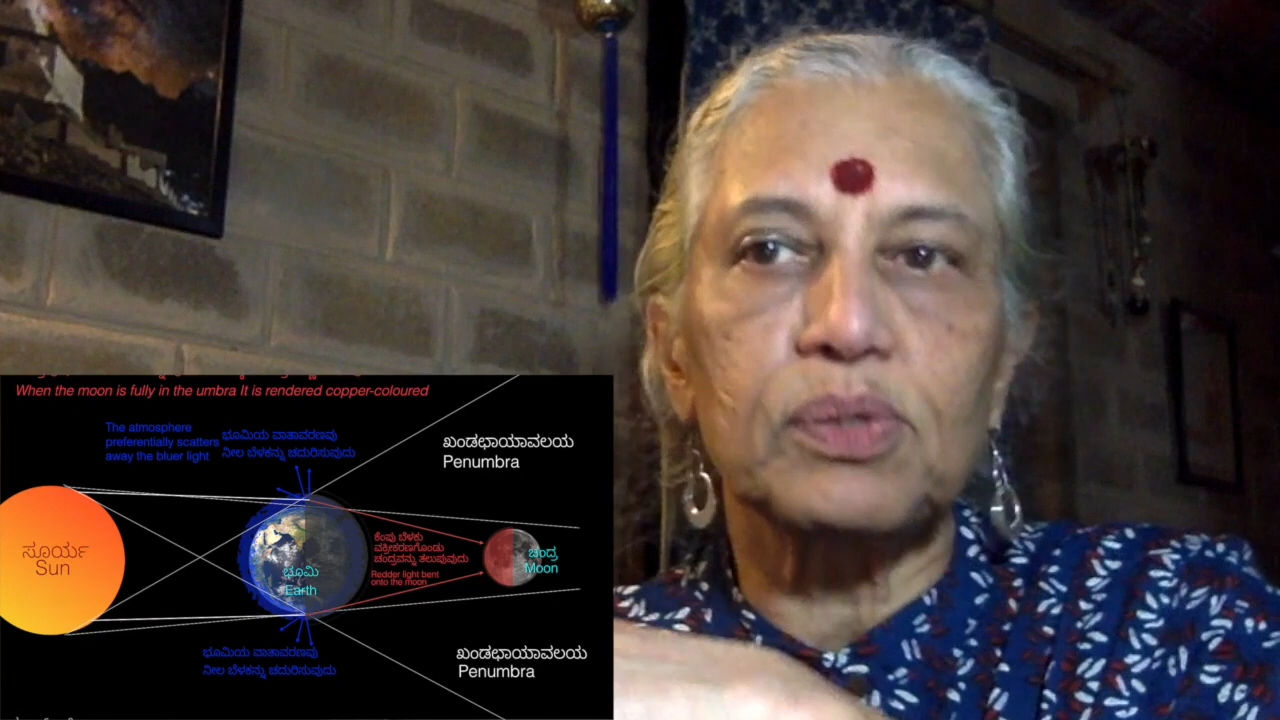 When the moon is fully in the umbra It is rendered copper-coloured
The atmosphere
preferentially scatters
away the bluer light
ಭೂಮಿಯ ವಾತಾವರಣವು
ನೀಲ ಬೆಳಕನ್ನು ಚದುರಿಸುವುದು
ಖಂಡಛಾಯಾವಲಯ
Penumbra
ಸೂರ್ಯ
Sun
ಭೂಮಿ
Earth
ಕೆಂಪು ಬೆಳಕು
ವಕ್ರೀಕರಣಗೊಂಡು
ಚಂದ್ರವನ್ನು ತಲುಪುವುದು
Redder light bent
onto the moon
ಚಂದ್ರ
Moon
ಭೂಮಿಯ ವಾತಾವರಣವು
ನೀಲ ಬೆಳಕನ್ನು ಚದುರಿಸುವುದು
ಖಂಡಛಾಯಾವಲಯ
Penumbra